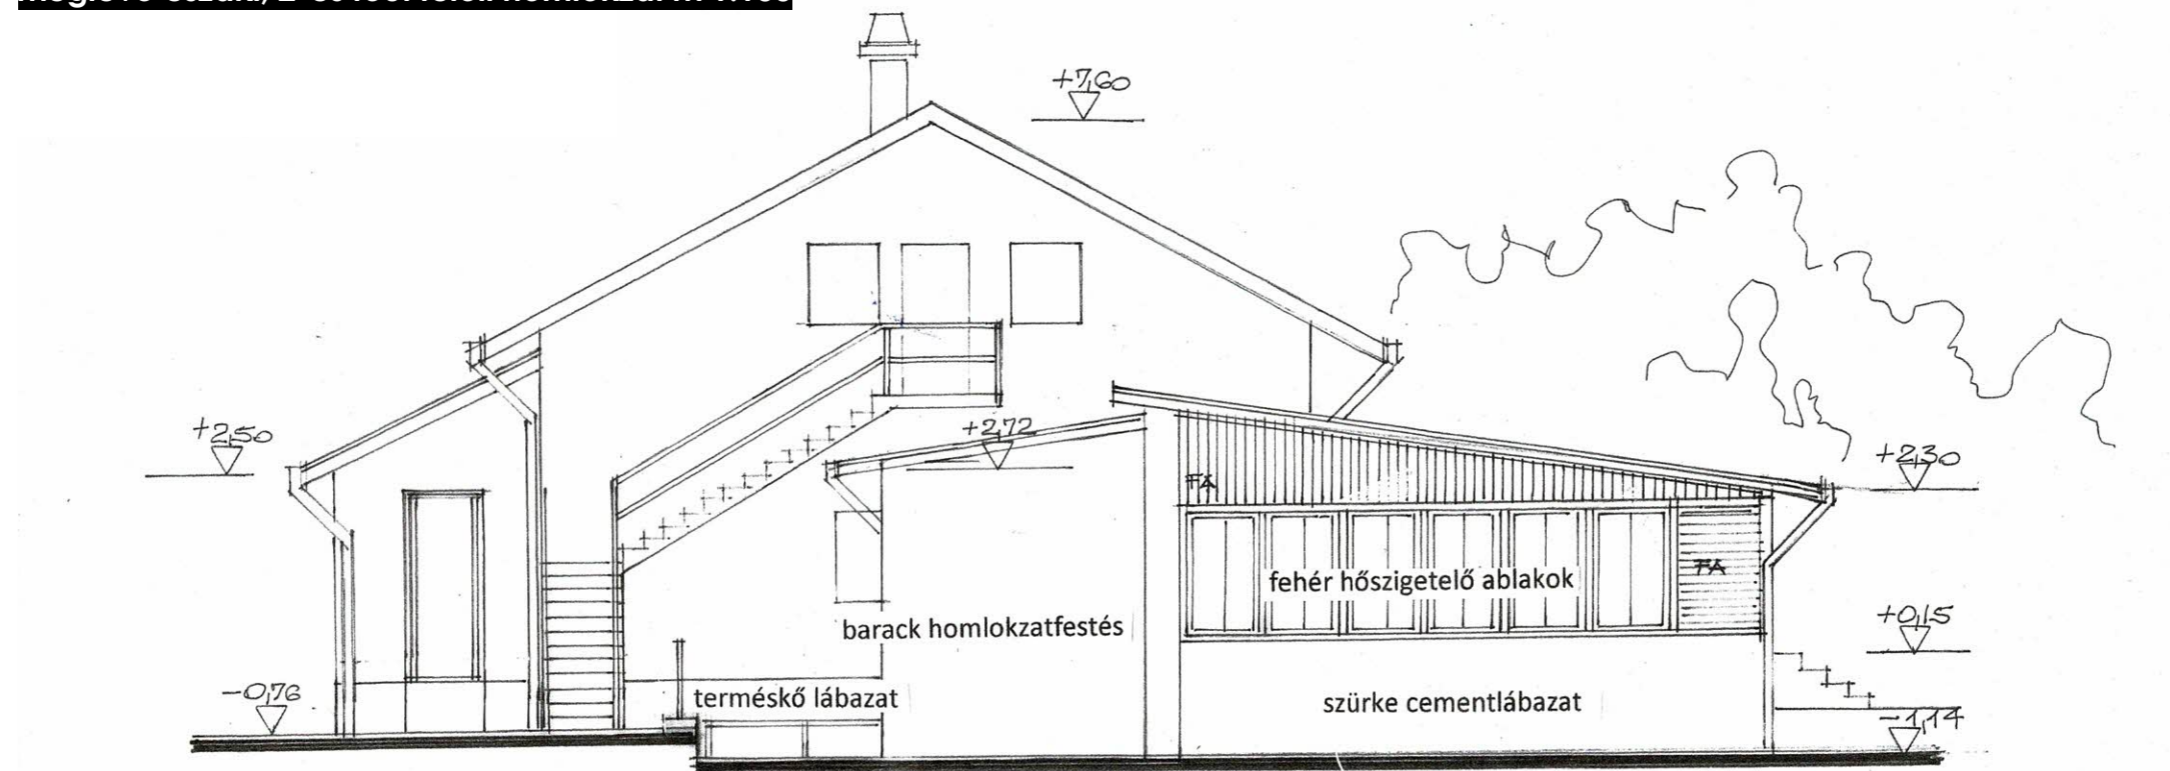 +7,60
+2,50
+2,72
+2,30
FA
FA
fehér hőszigetelő ablakok
barack homlokzatfestés
+0,15
-0,76
terméskő lábazat
szürke cementlábazat
-1,14